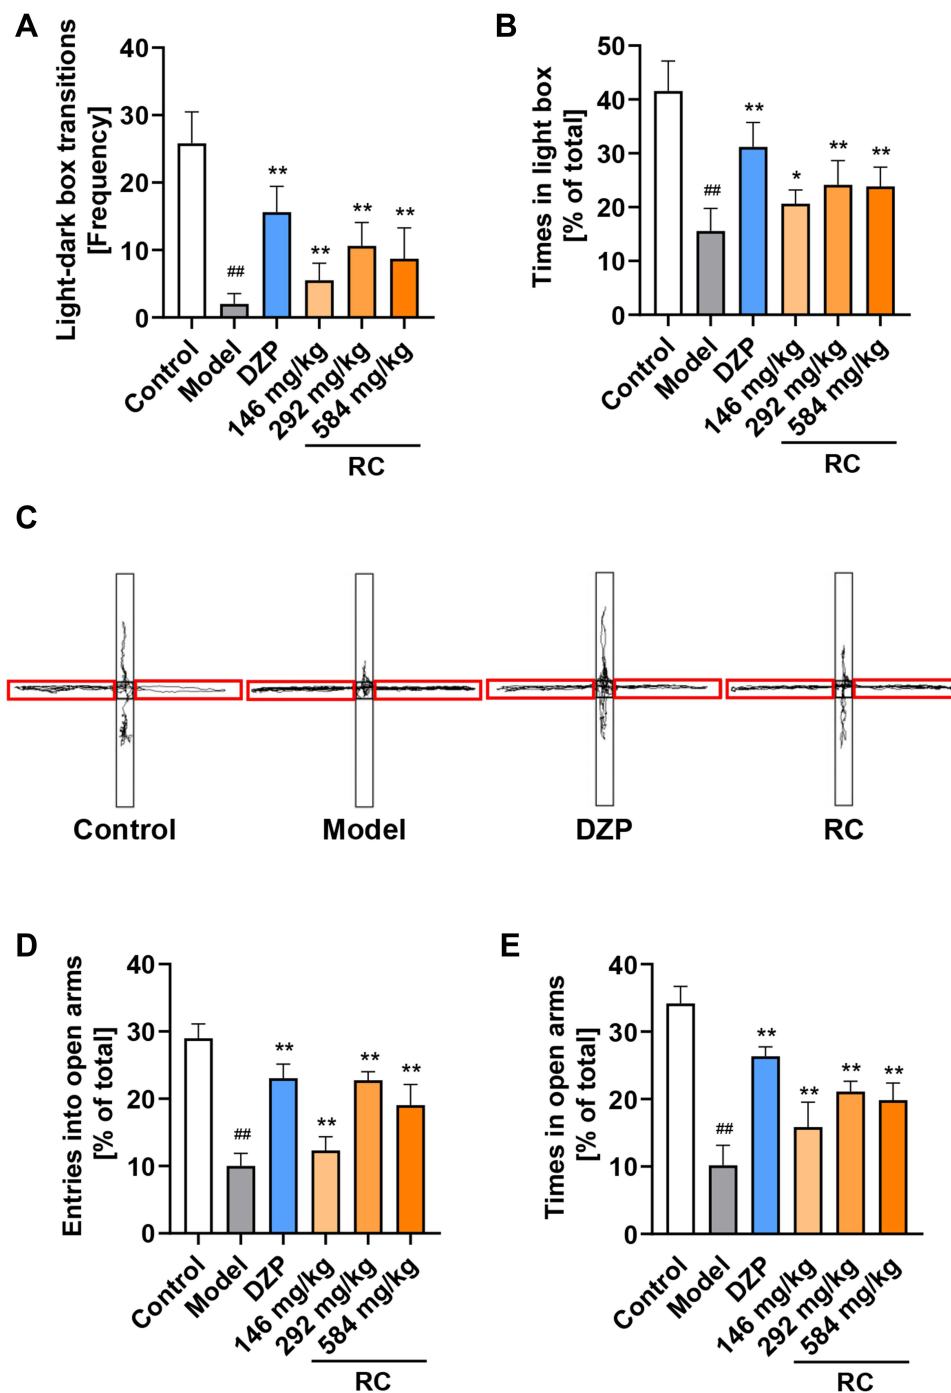 A
Light-dark box transitions
[Frequency]
40
30
20
10
0
##
**
**
**
**
Control
Model
DZP
146 mg/kg
292 mg/kg
584 mg/kg
RC
B
Times in light box
[% of total]
50
40
30
20
10
0
##
**
*
**
**
Control
Model
DZP
146 mg/kg
292 mg/kg
584 mg/kg
RC
C
Control
Model
DZP
RC
D
Entries into open arms
[% of total]
40
30
20
10
0
##
**
**
**
**
Control
Model
DZP
146 mg/kg
292 mg/kg
584 mg/kg
RC
E
Times in open arms
[% of total]
40
30
20
10
0
##
**
**
**
**
Control
Model
DZP
146 mg/kg
292 mg/kg
584 mg/kg
RC